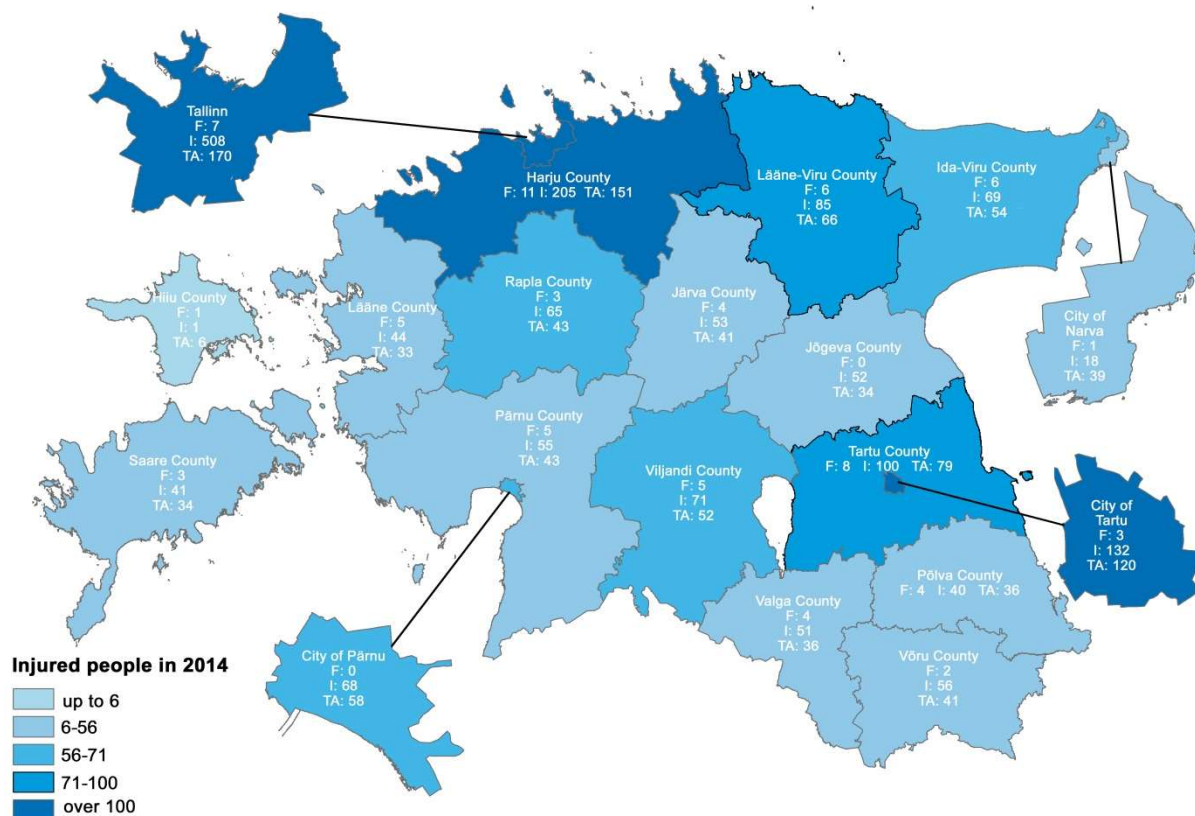 Tallinn
F: 7
I: 508
TA: 170
Harju County
F: 11 I: 205 TA: 151
Lääne-Viru County
F: 6
I: 85
TA: 66
Ida-Viru County
F: 6
I: 69
TA: 54
Hiiu County
F: 1
I: 1
TA: 6
Lääne County
F: 5
I: 44
TA: 33
Rapla County
F: 3
I: 65
TA: 43
Järva County
F: 4
I: 53
TA: 41
Jõgeva County
F: 0
I: 52
TA: 34
City of
Narva
F: 1
I: 18
TA: 39
Saare County
F: 3
I: 41
TA: 34
Pärnu County
F: 5
I: 55
TA: 43
Viljandi County
F: 5
I: 71
TA: 52
Tartu County
F: 8 I: 100 TA: 79
City of
Tartu
F: 3
I: 132
TA: 120
Põlva County
F: 4 I: 40 TA: 36
Valga County
F: 4
I: 51
TA: 36
Võru County
F: 2
I: 56
TA: 41
City of Pärnu
F: 0
I: 68
TA: 58
Injured people in 2014
up to 6
6-56
56-71
71-100
over 100